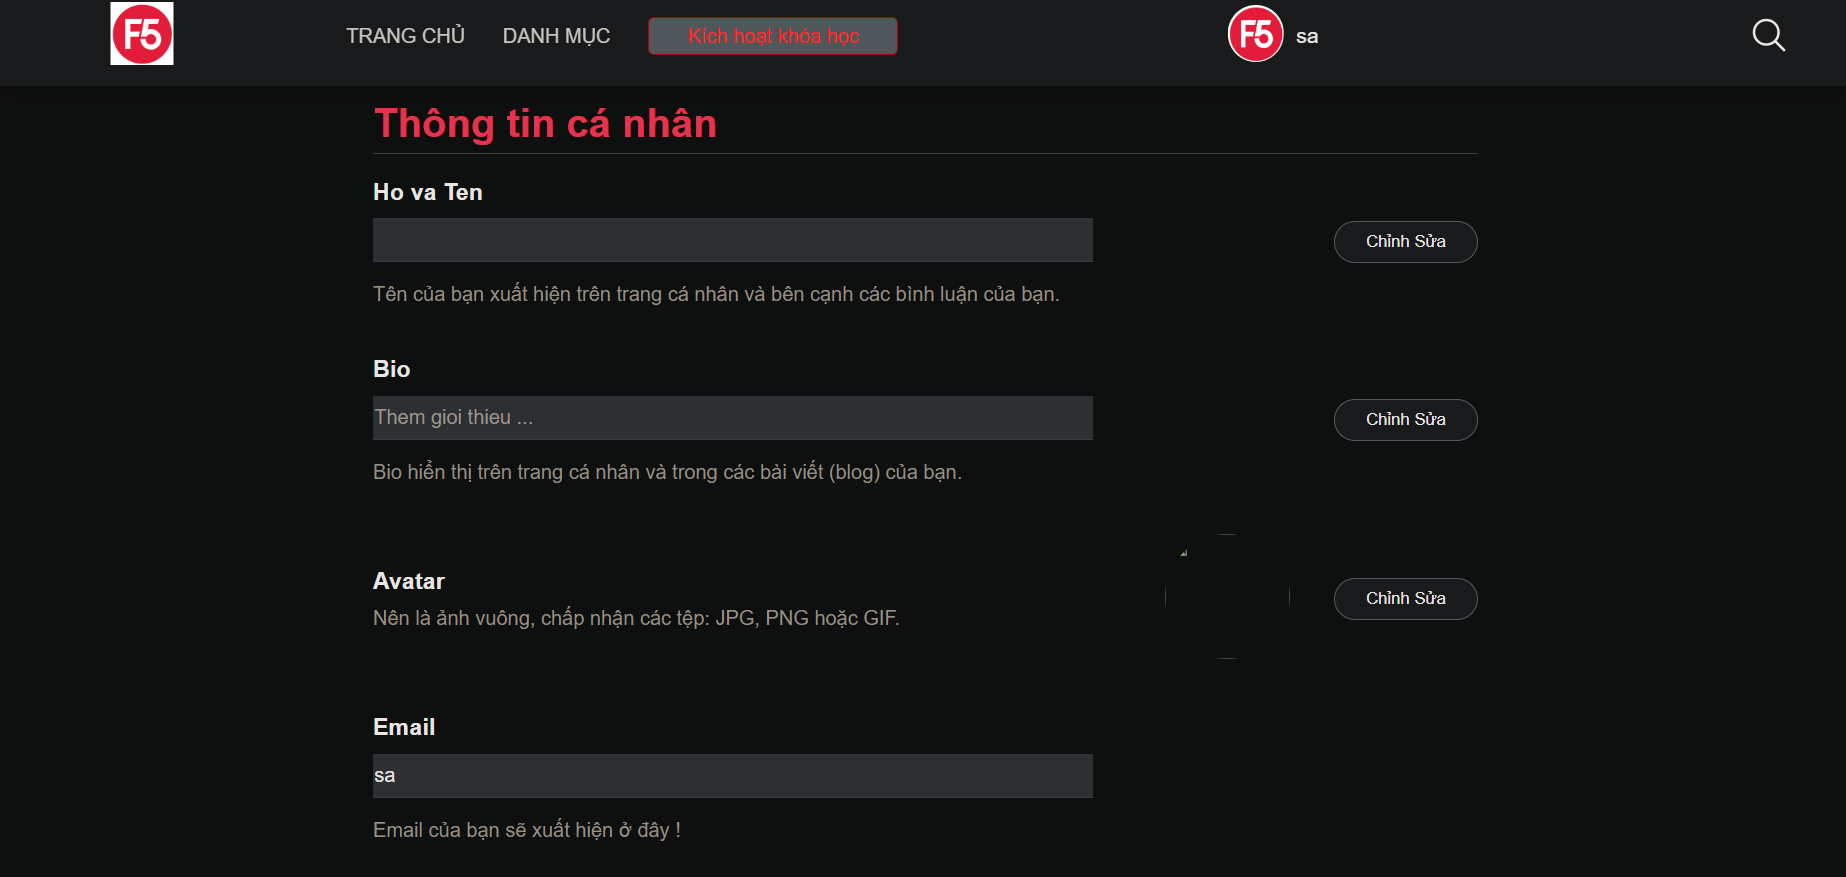 F5 TRANG CHỦ DANH MỤC Kích hoạt khóa học F5 sa
Thông tin cá nhân
Ho va Ten
Chỉnh Sửa
Tên của bạn xuất hiện trên trang cá nhân và bên cạnh các bình luận của bạn.
Bio
Them gioi thieu ... Chỉnh Sửa
Bio hiển thị trên trang cá nhân và trong các bài viết (blog) của bạn.
Avatar
Chỉnh Sửa
Nên là ảnh vuông, chấp nhận các tệp: JPG, PNG hoặc GIF.
Email
sa
Email của bạn sẽ xuất hiện ở đây !